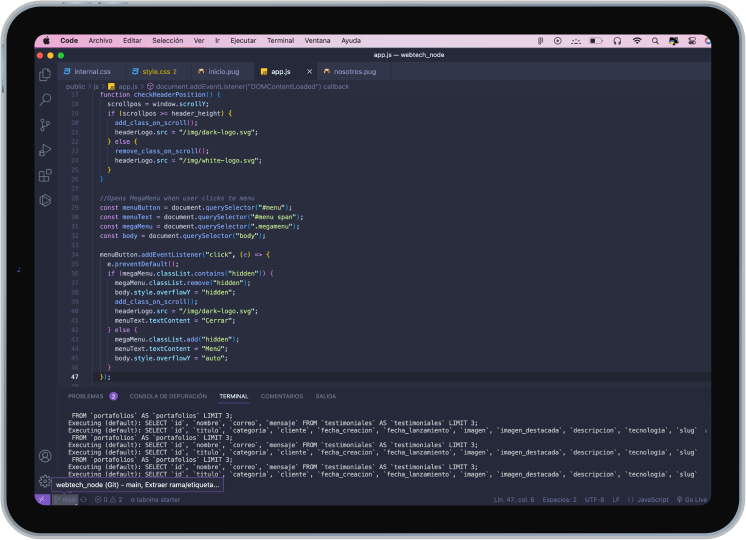 Code Archivo Editar Selección Ver Ir Ejecutar Terminal Ventana Ayuda
app.js — webtech_node
internal.css style.css 2 inicio.pug app.js nosotros.pug
public > js > app.js > document.addEventListener("DOMContentLoaded") callback
17 function checkHeaderPosition() {
18 scrollpos = window.scrollY;
19 if (scrollpos >= header_height) {
20 add_class_on_scroll();
21 headerLogo.src = "/img/dark-logo.svg";
22 } else {
23 remove_class_on_scroll();
24 headerLogo.src = "/img/white-logo.svg";
25 }
26 }
27
28 //Opens MegaMenu when user clicks to menu
29 const menuButton = document.querySelector("#menu");
30 const menuText = document.querySelector("#menu span");
31 const megaMenu = document.querySelector(".megamenu");
32 const body = document.querySelector("body");
33
34 menuButton.addEventListener("click", (e) => {
35 e.preventDefault();
36 if (megaMenu.classList.contains("hidden")) {
37 megaMenu.classList.remove("hidden");
38 body.style.overflowY = "hidden";
39 add_class_on_scroll();
40 headerLogo.src = "/img/dark-logo.svg";
41 menuText.textContent = "Cerrar";
42 } else {
43 megaMenu.classList.add("hidden");
44 menuText.textContent = "Menú";
45 body.style.overflowY = "auto";
46 }
47 });
PROBLEMAS 2 CONSOLA DE DEPURACIÓN TERMINAL COMENTARIOS SALIDA
FROM `portafolios` AS `portafolios` LIMIT 3;
Executing (default): SELECT `id`, `nombre`, `correo`, `mensaje` FROM `testimoniales` AS `testimoniales` LIMIT 3;
Executing (default): SELECT `id`, `titulo`, `categoria`, `cliente`, `fecha_creacion`, `fecha_lanzamiento`, `imagen`, `imagen_destacada`, `descripcion`, `tecnologia`, `slug`
FROM `portafolios` AS `portafolios` LIMIT 3;
Executing (default): SELECT `id`, `nombre`, `correo`, `mensaje` FROM `testimoniales` AS `testimoniales` LIMIT 3;
Executing (default): SELECT `id`, `titulo`, `categoria`, `cliente`, `fecha_creacion`, `fecha_lanzamiento`, `imagen`, `imagen_destacada`, `descripcion`, `tecnologia`, `slug`
FROM `portafolios` AS `portafolios` LIMIT 3;
Executing (default): SELECT `id`, `nombre`, `correo`, `mensaje` FROM `testimoniales` AS `testimoniales` LIMIT 3;
Executing (default): SELECT `id`, `titulo`, `categoria`, `cliente`, `fecha_creacion`, `fecha_lanzamiento`, `imagen`, `imagen_destacada`, `descripcion`, `tecnologia`, `slug`
webtech_node (Git) - main, Extraer rama/etiqueta...
main 0 2 tabnine starter Lín. 47, col. 6 Espacios: 2 UTF-8 LF {} JavaScript Go Live